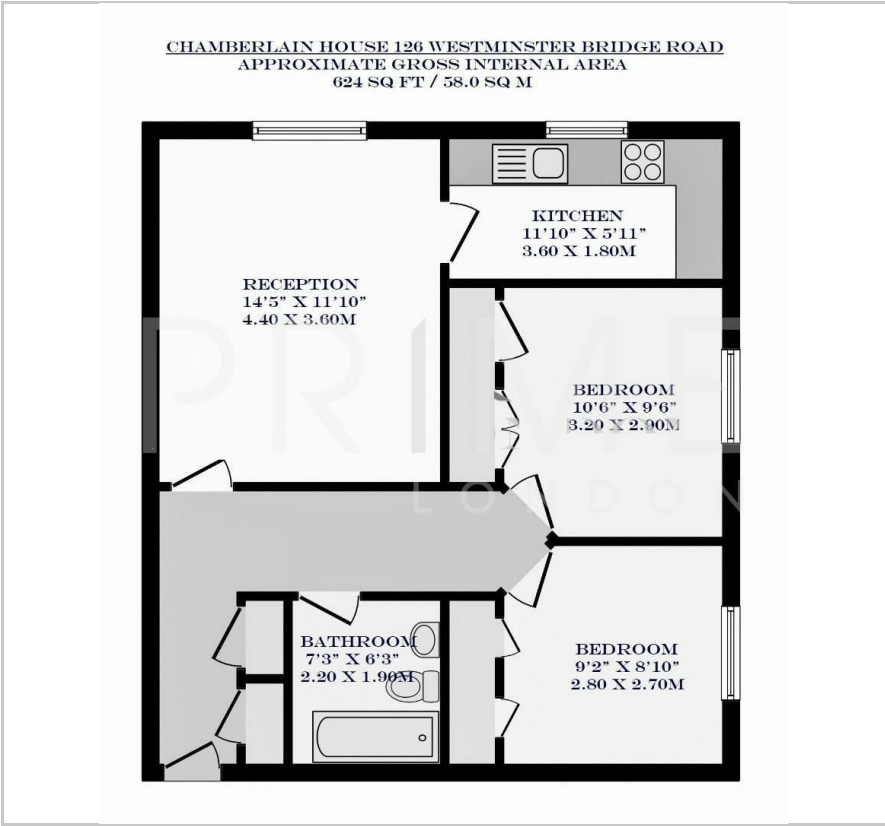 CHAMBERLAIN HOUSE 126 WESTMINSTER BRIDGE ROAD
APPROXIMATE GROSS INTERNAL AREA
624 SQ FT / 58.0 SQ M
KITCHEN
11'10" X 5'11"
3.60 X 1.80M
RECEPTION
14'5" X 11'10"
4.40 X 3.60M
PRIME
LONDON
BEDROOM
10'6" X 9'6"
3.20 X 2.90M
BATHROOM
7'3" X 6'3"
2.20 X 1.90M
BEDROOM
9'2" X 8'10"
2.80 X 2.70M